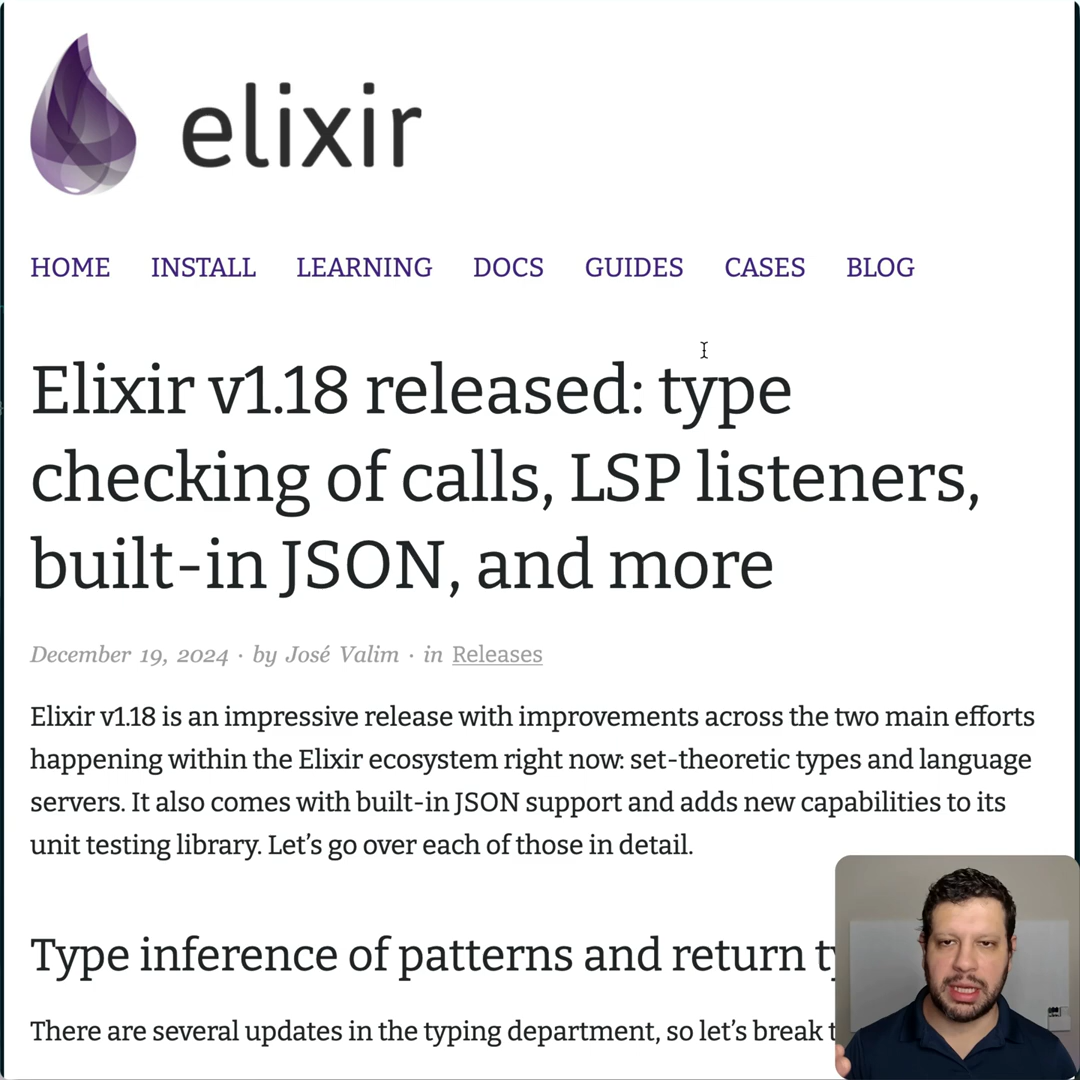 elixir
HOME INSTALL LEARNING DOCS GUIDES CASES BLOG
Elixir v1.18 released: type
checking of calls, LSP listeners,
built-in JSON, and more
December 19, 2024 · by José Valim · in Releases
Elixir v1.18 is an impressive release with improvements across the two main efforts
happening within the Elixir ecosystem right now: set-theoretic types and language
servers. It also comes with built-in JSON support and adds new capabilities to its
unit testing library. Let’s go over each of those in detail.
Type inference of patterns and return
There are several updates in the typing department, so let’s break